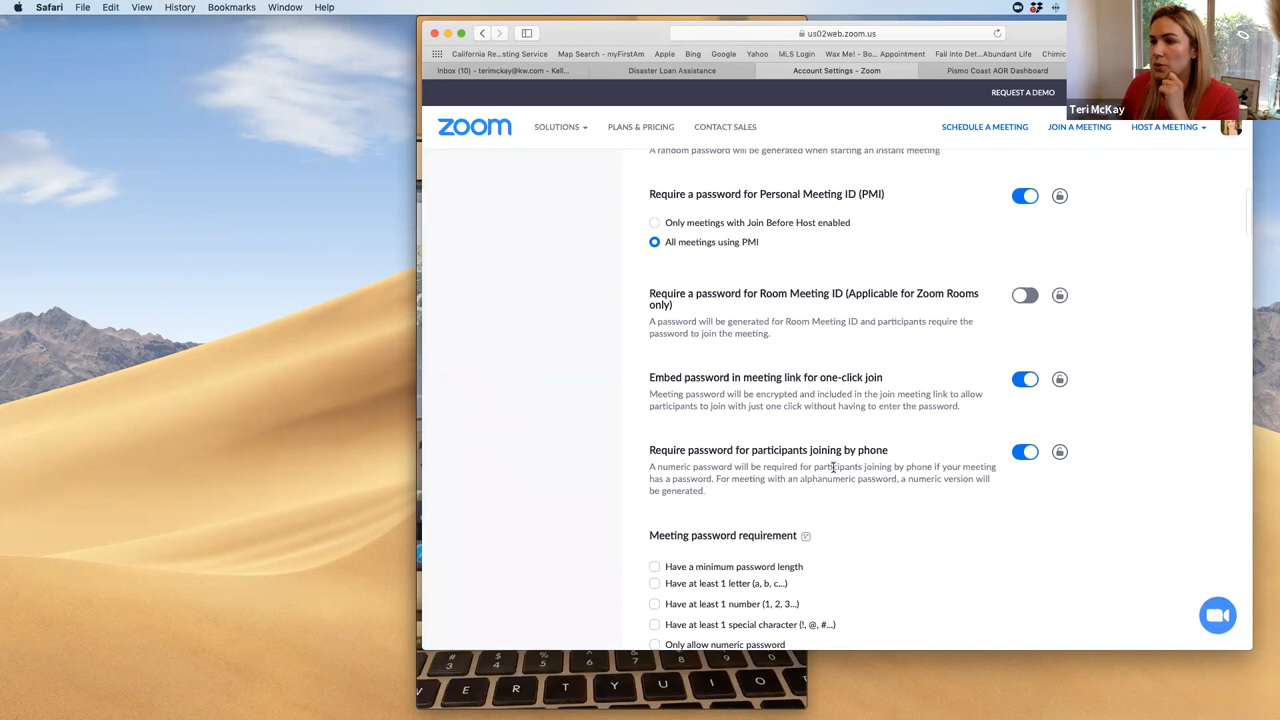 Safari File Edit View History Bookmarks Window Help
us02web.zoom.us
California Re...sting Service Map Search - myFirstAm Apple Bing Google Yahoo MLS Login Wax Me! - Bo... Appointment Fall into Det...Abundant Life Chimic
Inbox (10) – terimckay@kw.com - Kell... Disaster Loan Assistance Account Settings - Zoom Pismo Coast AOR Dashboard
Teri McKay
REQUEST A DEMO
zoom SOLUTIONS PLANS & PRICING CONTACT SALES SCHEDULE A MEETING JOIN A MEETING HOST A MEETING
A random password will be generated when starting an instant meeting
Require a password for Personal Meeting ID (PMI)
Only meetings with Join Before Host enabled
All meetings using PMI
Require a password for Room Meeting ID (Applicable for Zoom Rooms
only)
A password will be generated for Room Meeting ID and participants require the
password to join the meeting.
Embed password in meeting link for one-click join
Meeting password will be encrypted and included in the join meeting link to allow
participants to join with just one click without having to enter the password.
Require password for participants joining by phone
A numeric password will be required for participants joining by phone if your meeting
has a password. For meeting with an alphanumeric password, a numeric version will
be generated.
Meeting password requirement
Have a minimum password length
Have at least 1 letter (a, b, c...)
Have at least 1 number (1, 2, 3...)
Have at least 1 special character (!, @, #...)
Only allow numeric password
# % ^ & * ( )
3 5 6 7 8 9 0
W E R T Y U I O